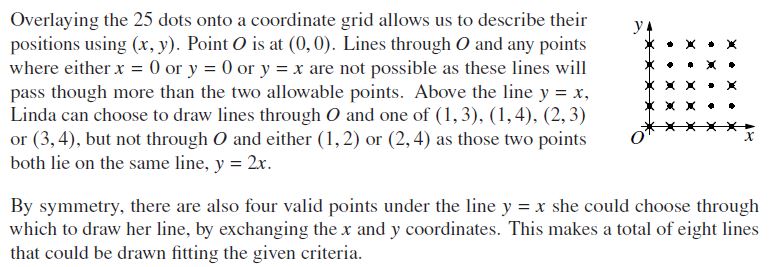 Overlaying the 25 dots onto a coordinate grid allows us to describe their
positions using (x, y). Point O is at (0, 0). Lines through O and any points
where either x = 0 or y = 0 or y = x are not possible as these lines will
pass though more than the two allowable points. Above the line y = x,
Linda can choose to draw lines through O and one of (1, 3), (1, 4), (2, 3)
or (3, 4), but not through O and either (1, 2) or (2, 4) as those two points
both lie on the same line, y = 2x.
y
O
x
By symmetry, there are also four valid points under the line y = x she could choose through
which to draw her line, by exchanging the x and y coordinates. This makes a total of eight lines
that could be drawn fitting the given criteria.